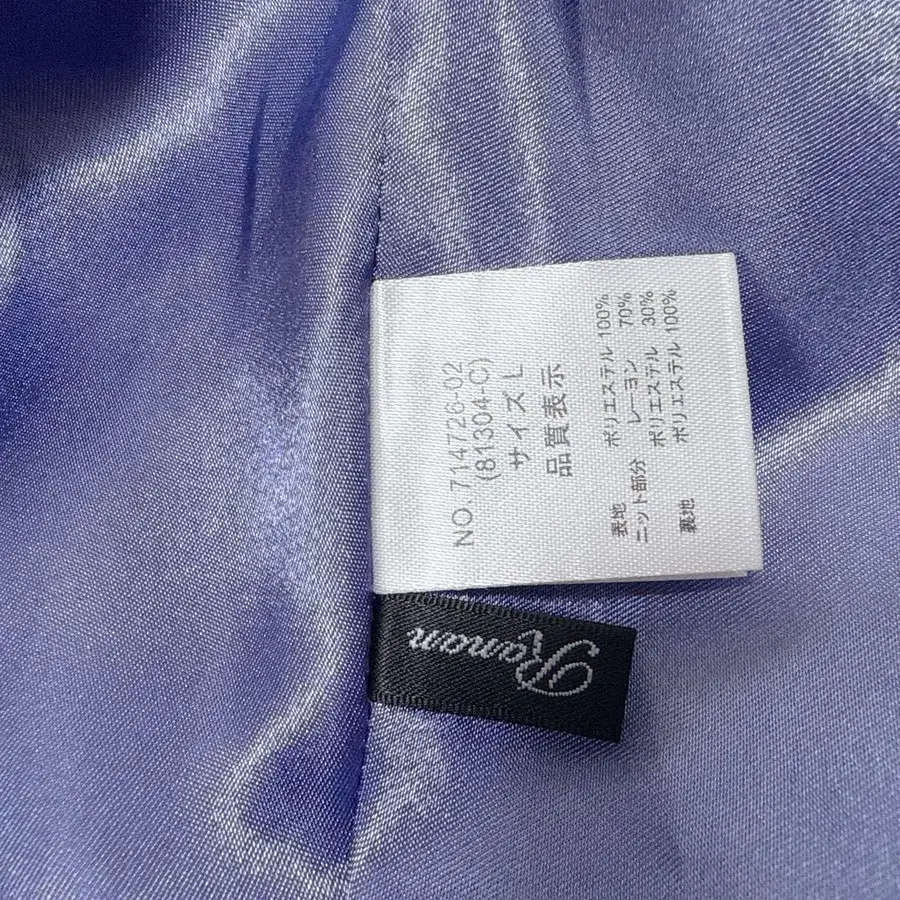 NO. 714726-02
(81304-C)
サイズ L
品質表示
表地 ポリエステル 100%
ニット部分 レーヨン 70%
ポリエステル 30%
裏地 ポリエステル 100%
Raman